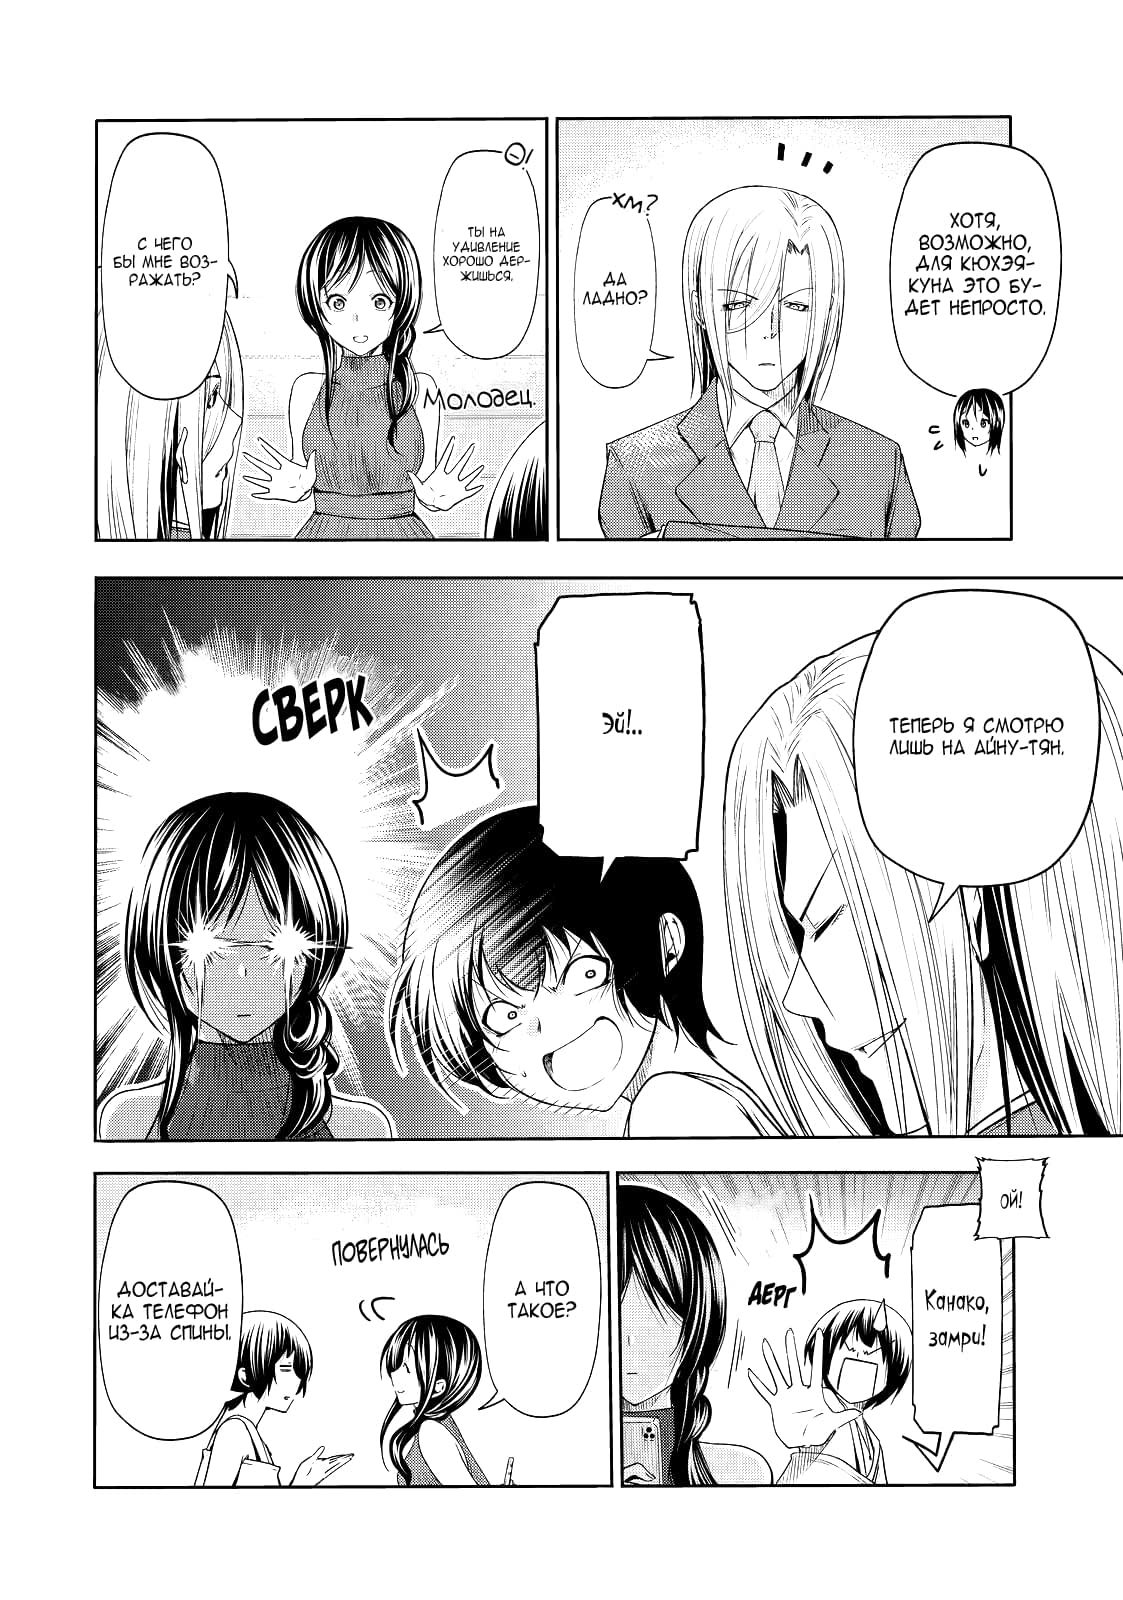 ХОТЯ,
ВОЗМОЖНО,
ДЛЯ КЮХЭЯ-
КУНА ЭТО БУ-
ДЕТ НЕПРОСТО.
ХМ?
ДА
ЛАДНО?
О!
ТЫ НА
УДИВЛЕНИЕ
ХОРОШО ДЕР-
ЖИШЬСЯ.
Молодец.
С ЧЕГО
БЫ МНЕ ВОЗ-
РАЖАТЬ?
ТЕПЕРЬ Я СМОТРЮ
ЛИШЬ НА АЙНУ-ТЯН.
ЭЙ!...
СВЕРК
ОЙ!
Канако,
замри!
ДЕРГ
А ЧТО
ТАКОЕ?
ПОВЕРНУЛАСЬ
ДОСТАВАЙ-
КА ТЕЛЕФОН
ИЗ-ЗА СПИНЫ.